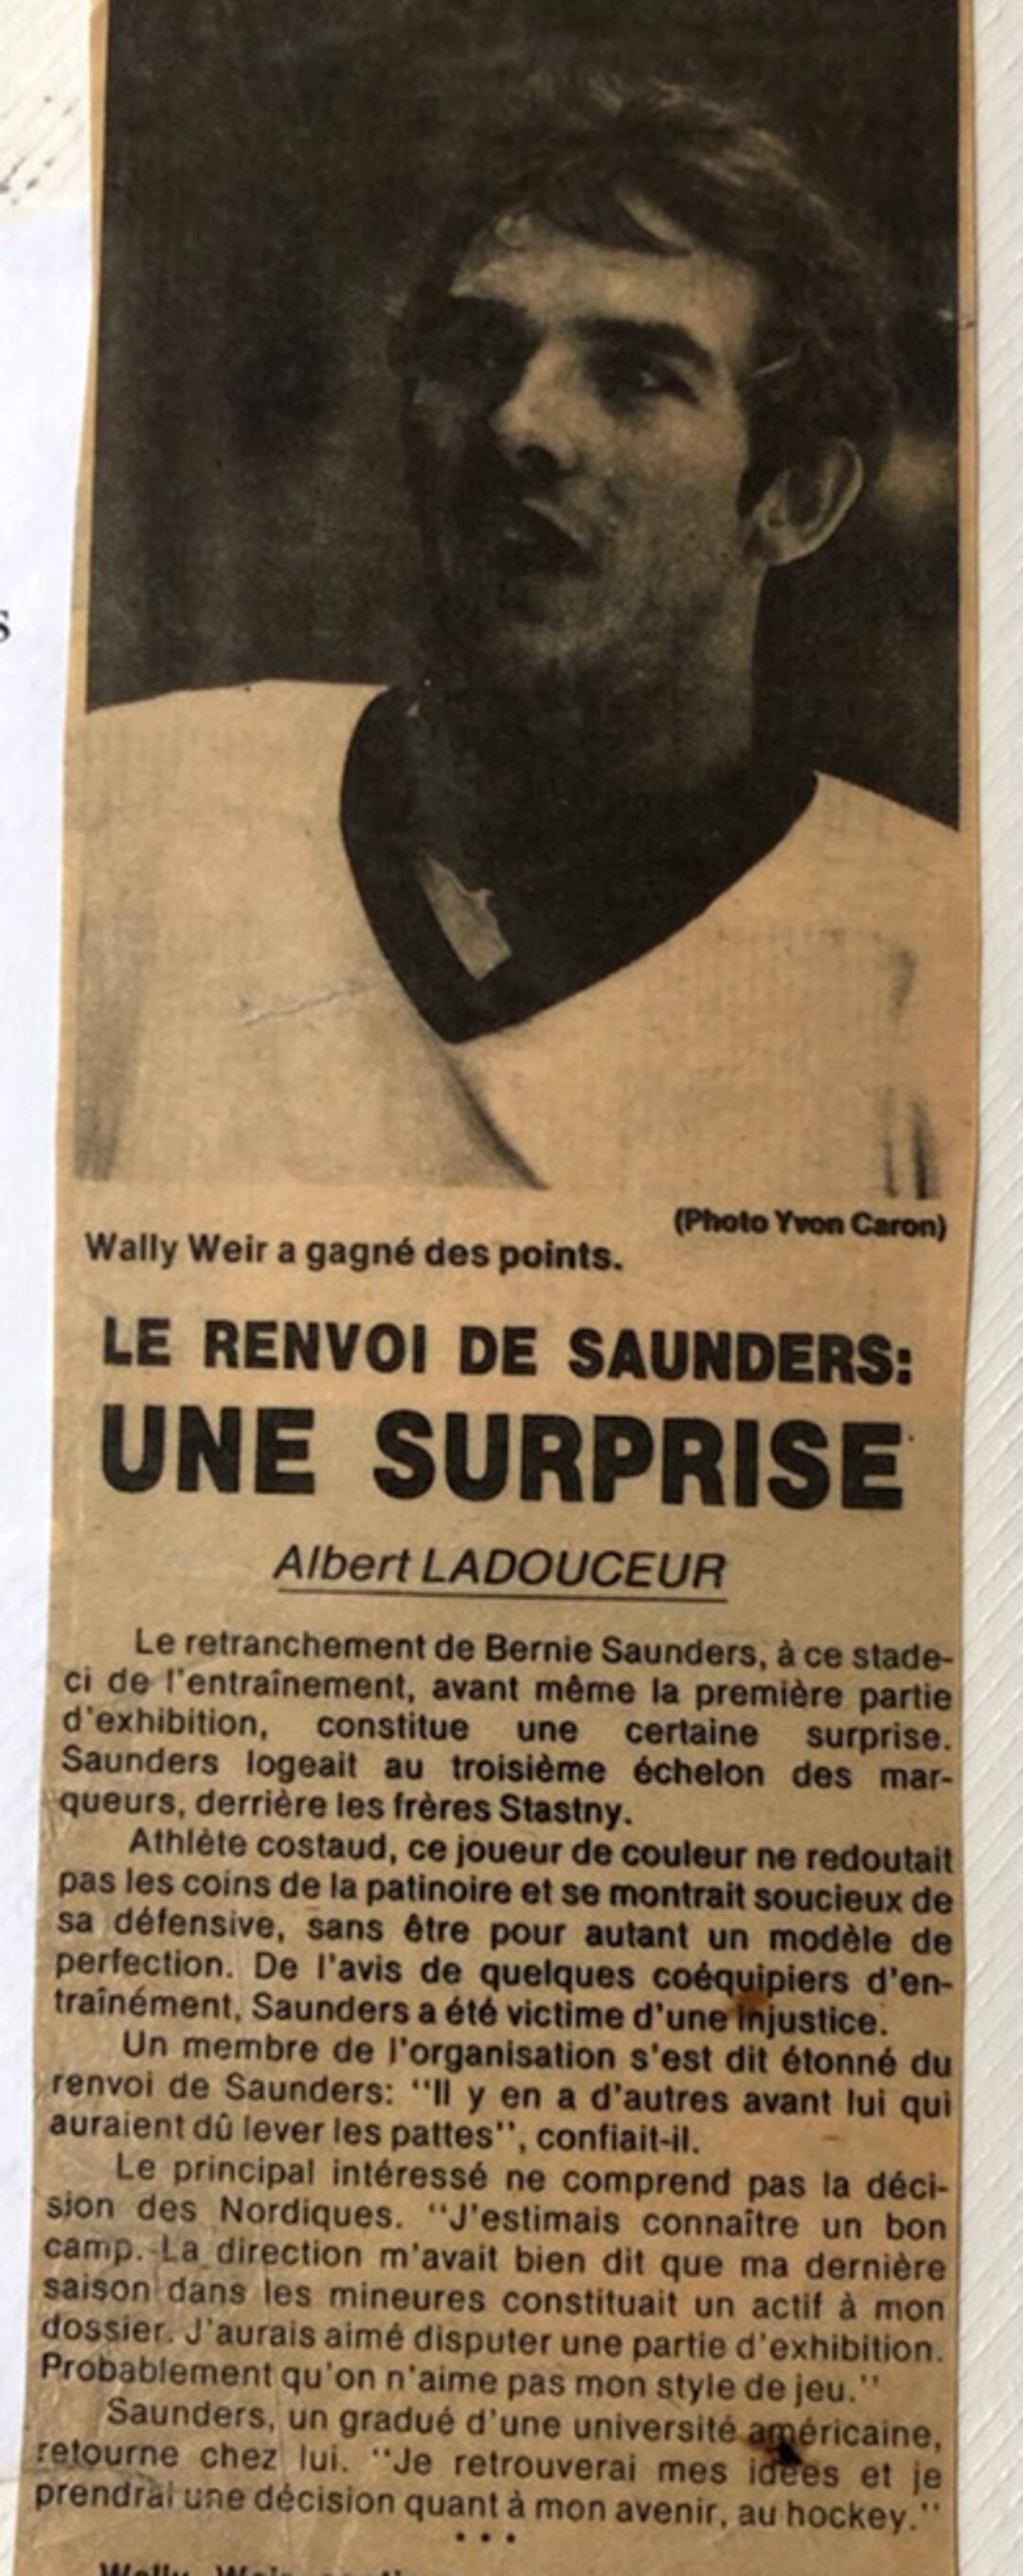 s
(Photo Yvon Caron)
Wally Weir a gagné des points.
LE RENVOI DE SAUNDERS:
UNE SURPRISE
Albert LADOUCEUR
Le retranchement de Bernie Saunders, à ce stade-
ci de l'entraînement, avant même la première partie
d'exhibition, constitue une certaine surprise.
Saunders logeait au troisième échelon des mar-
queurs, derrière les frères Stastny.
Athlète costaud, ce joueur de couleur ne redoutait
pas les coins de la patinoire et se montrait soucieux de
sa défensive, sans être pour autant un modèle de
perfection. De l'avis de quelques coéquipiers d'en-
traînément, Saunders a été victime d'une injustice.
Un membre de l'organisation s'est dit étonné du
renvoi de Saunders: "Il y en a d'autres avant lui qui
auraient dû lever les pattes", confiait-il.
Le principal intéressé ne comprend pas la déci-
sion des Nordiques. "J'estimais connaître un bon
camp. La direction m'avait bien dit que ma dernière
saison dans les mineures constituait un actif à mon
dossier. J'aurais aimé disputer une partie d'exhibition.
Probablement qu'on n'aime pas mon style de jeu."
Saunders, un gradué d'une université américaine,
retourne chez lui. "Je retrouverai mes idées et je
prendrai une décision quant à mon avenir, au hockey."
• • •
Wally Weir